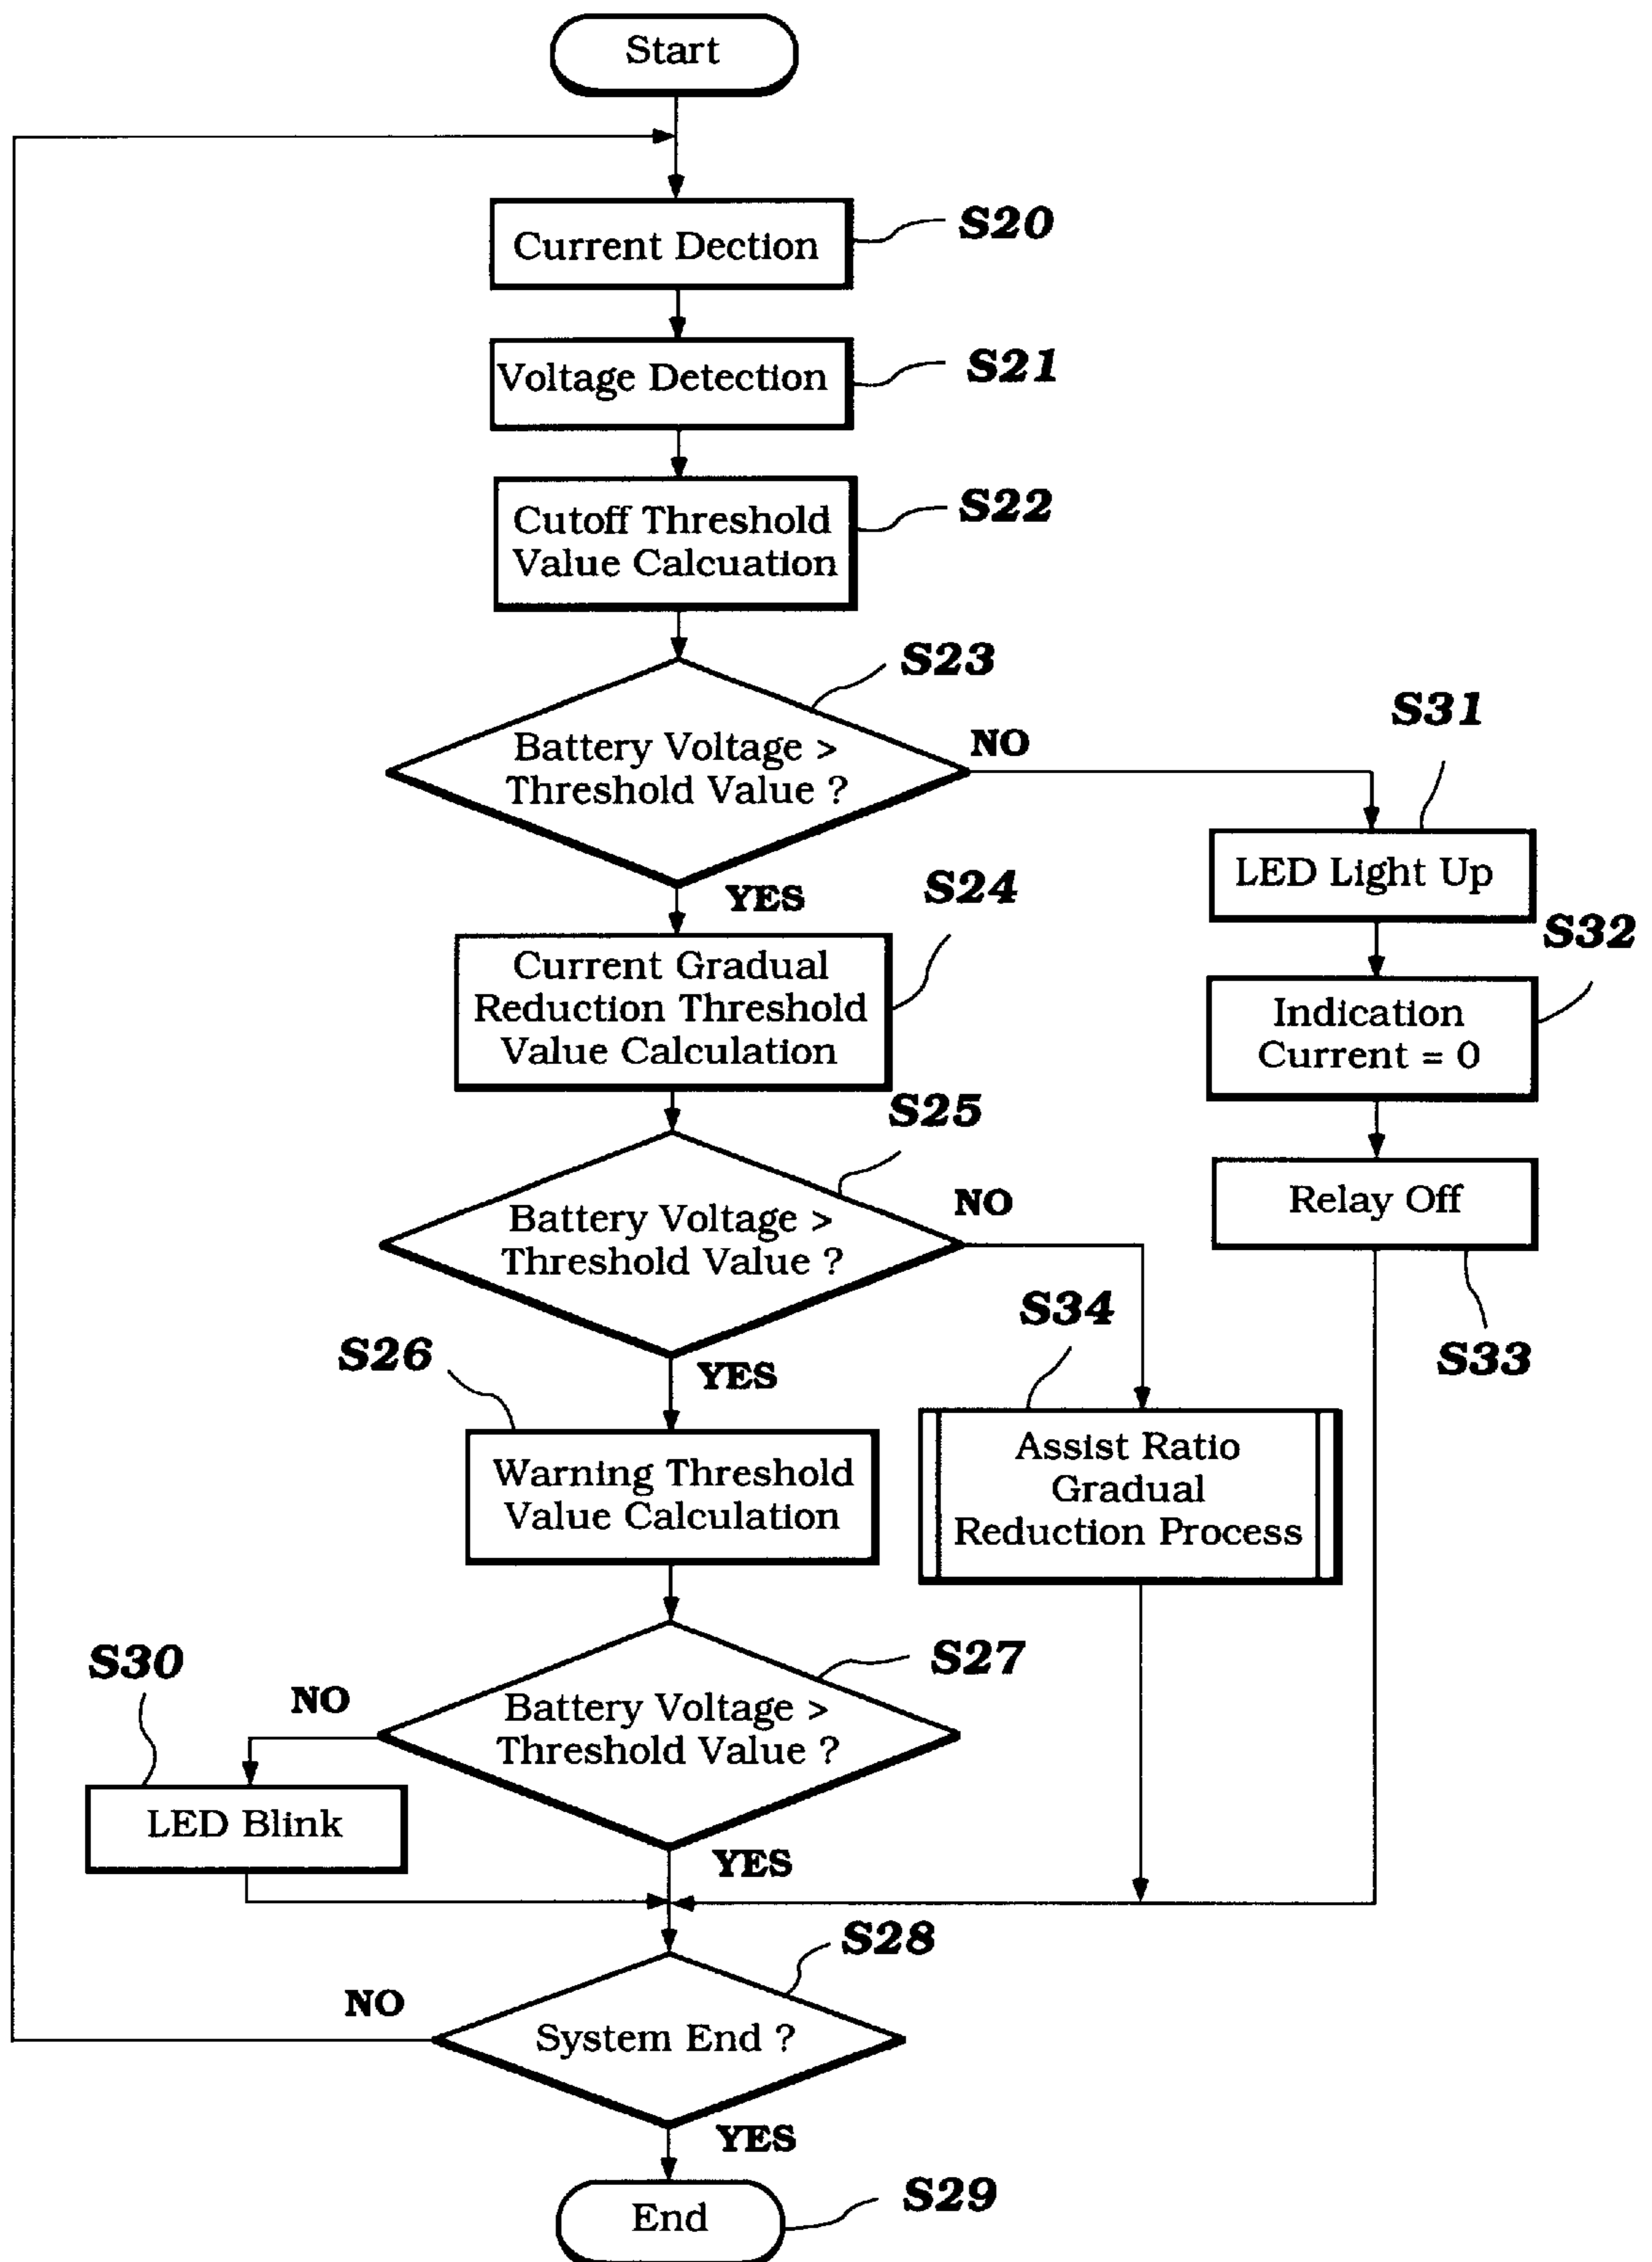 Start
Current Dection
S20
Voltage Detection
S21
Cutoff Threshold
Value Calcuation
S22
S23
Battery Voltage >
Threshold Value ?
NO
YES
S31
LED Light Up
S24
Current Gradual
Reduction Threshold
Value Calculation
S32
Indication
Current = 0
S25
Battery Voltage >
Threshold Value ?
NO
YES
Relay Off
S33
S34
Assist Ratio
Gradual
Reduction Process
S26
Warning Threshold
Value Calculation
S27
Battery Voltage >
Threshold Value ?
NO
YES
S30
LED Blink
S28
System End ?
NO
YES
End
S29